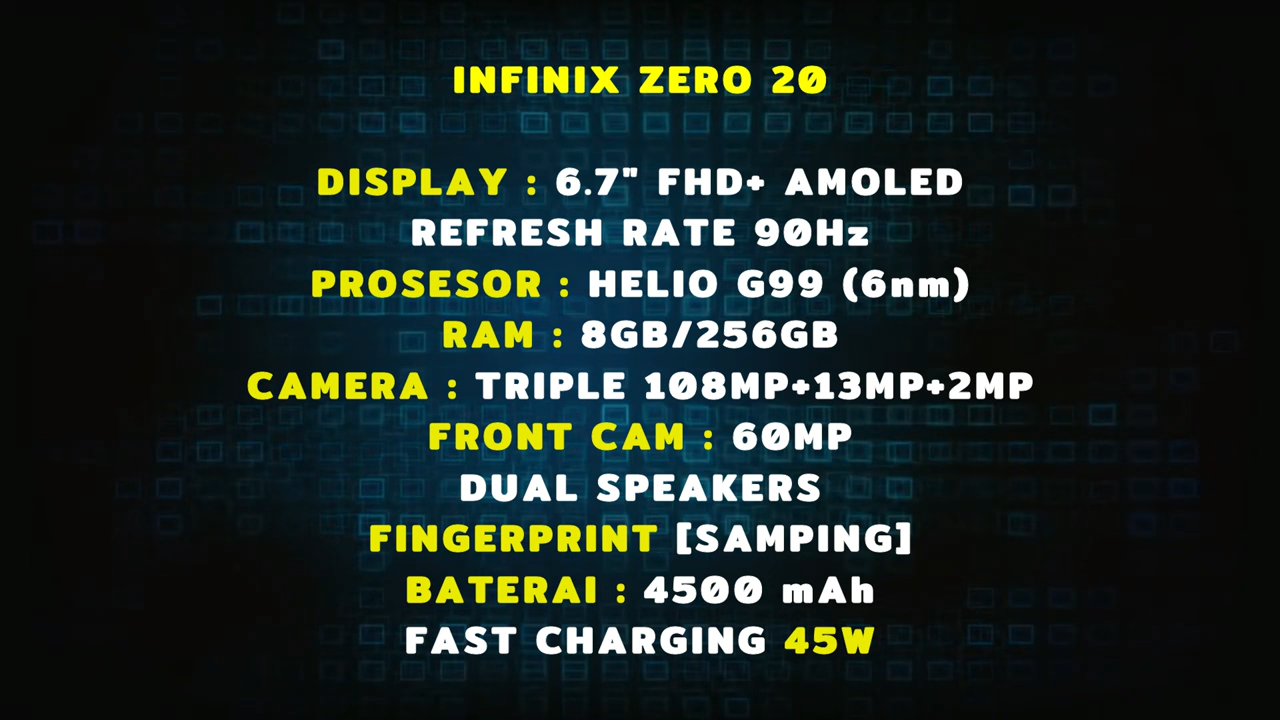 INFINIX ZERO 20
DISPLAY : 6.7" FHD+ AMOLED
REFRESH RATE 90Hz
PROSESOR : HELIO G99 (6nm)
RAM : 8GB/256GB
CAMERA : TRIPLE 108MP+13MP+2MP
FRONT CAM : 60MP
DUAL SPEAKERS
FINGERPRINT [SAMPING]
BATERAI : 4500 mAh
FAST CHARGING 45W